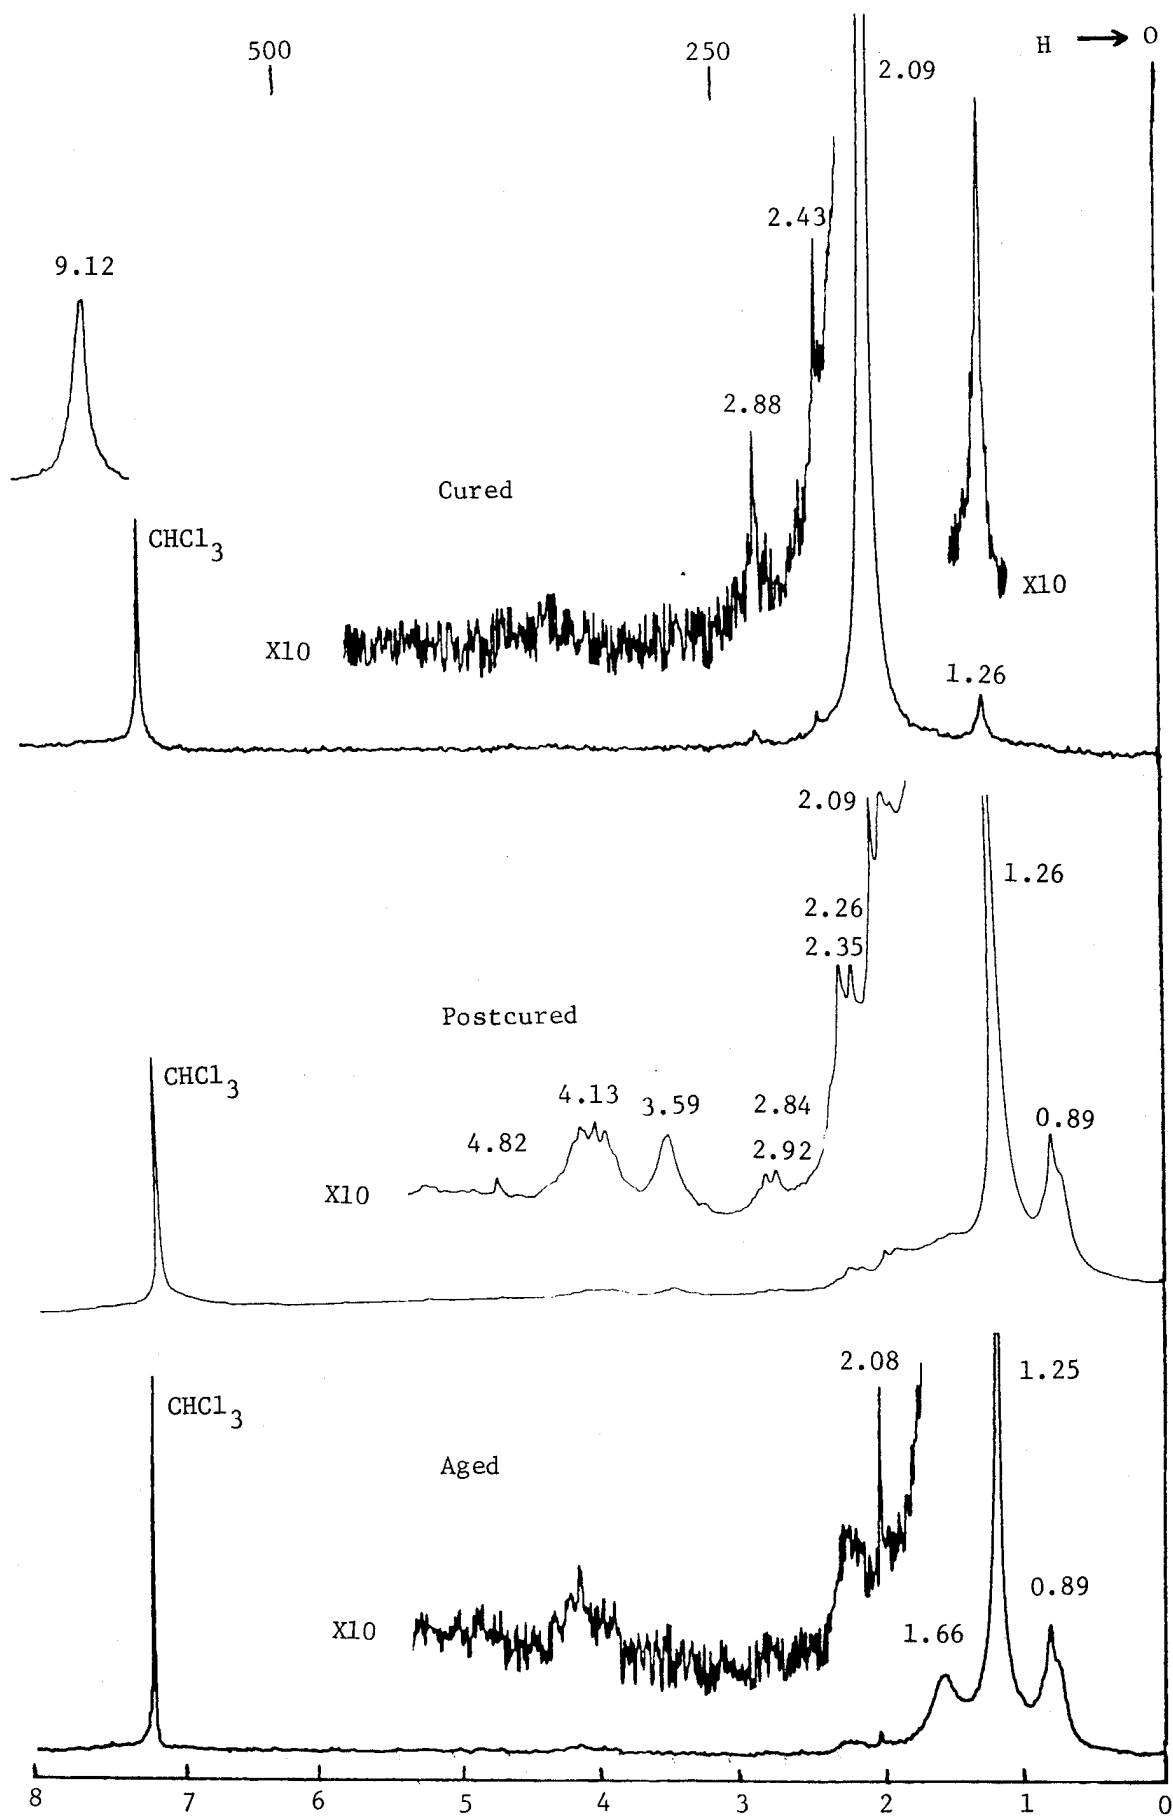 500
250
H → O
2.09
2.43
9.12
2.88
Cured
CHCl3
X10
X10
1.26
2.09
1.26
2.26
2.35
Postcured
CHCl3
4.13
3.59
2.84
0.89
4.82
2.92
X10
2.08
1.25
CHCl3
Aged
0.89
X10
1.66
8 7 6 5 4 3 2 1 0